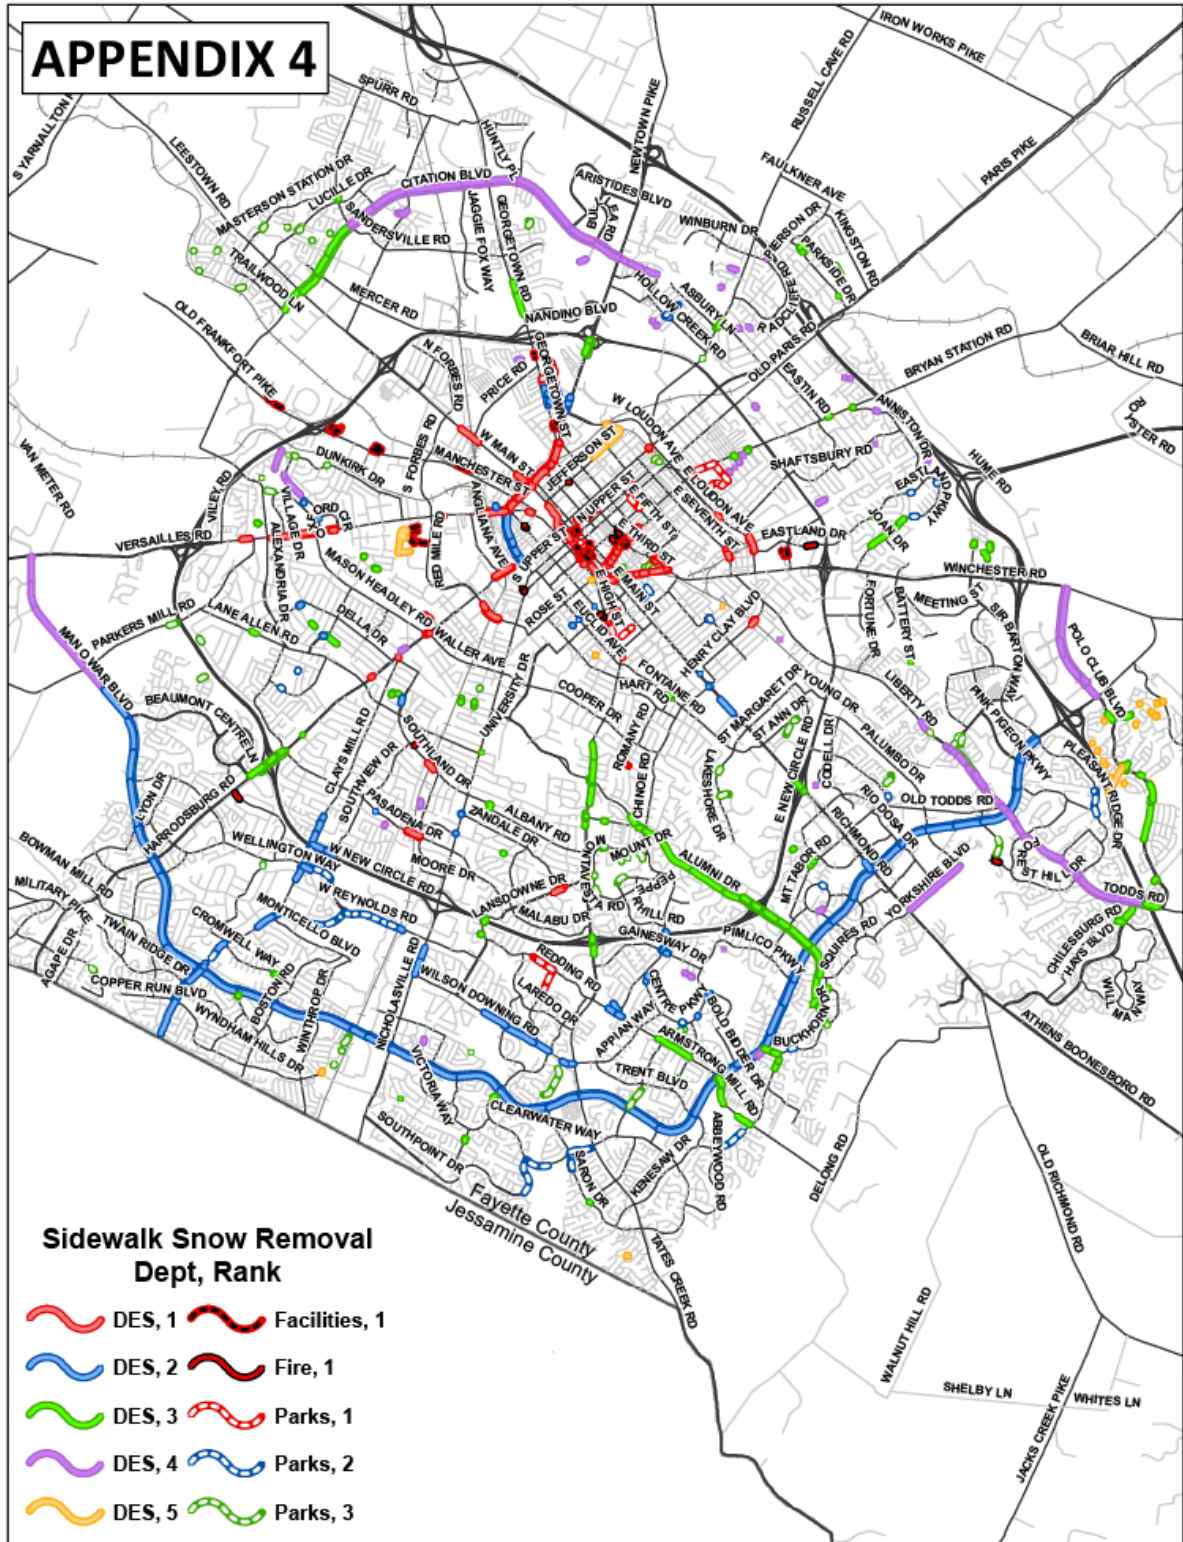 APPENDIX 4
IRON WORKS PIKE
RUSSELL CAVE RD
SPURR RD
S YARNALLTON
NEWTOWN PIKE
HUNTLY PL
LEESTOWN RD
PARIS PIKE
FAULKNER AVE
MASTERSON STATION DR
LUCILLE DR
CITATION BLVD
ARISTIDES BLVD
SANDERSVILLE RD
JAGGIE FOX WAY
GEORGETOWN RD
WINBURN DR
KINGSTON RD
PARKSIDE DR
TRAILWOOD LN
MERCER RD
HOLLOW CREEK RD
ASBURY LN
OLD PARIS RD
NANDINO BLVD
OLD FRANKFORT PIKE
N FORBES RD
PRICE RD
GEORGETOWN ST
BRYAN STATION RD
BRIAR HILL RD
EASTIN RD
W LOUDON AVE
ANNISTON DR
W MAIN ST
JEFFERSON ST
MANCHESTER ST
S FORBES RD
DUNKIRK DR
SHAFTSBURY RD
HUME RD
VAN METER RD
VILEY RD
E LOUDON AVE
N UPPER ST
E FIFTH ST
E SEVENTH ST
EASTLAND PKWY
JOAN DR
VILLAGE DR
ALEXANDRIA DR
ANGLIANA AVE
RED MILE RD
VERSAILLES RD
S UPPER ST
E THIRD ST
EASTLAND DR
WINCHESTER RD
MASON HEADLEY RD
E MAIN ST
E HIGH ST
ROSE ST
EUCLID AVE
HENRY CLAY BLVD
MEETING ST
FORTUNE DR
BATTERY ST
SIR BARTON WAY
PARKERS MILL RD
LANE ALLEN RD
DELLA DR
WALLER AVE
MAN O WAR BLVD
POLO CLUB BLVD
UNIVERSITY DR
FONTAINE RD
HART RD
COOPER DR
ST MARGARET DR
YOUNG DR
ST ANN DR
LIBERTY RD
PINK PIGEON PKWY
BEAUMONT CENTRE LN
CLAYS MILL RD
SOUTHLAND DR
SOUTHVIEW DR
ROMANY RD
CHINOE RD
LAKESHORE DR
E NEW CIRCLE RD
CODELL DR
PALUMBO DR
PLEASANT RIDGE DR
LYON DR
HARRODSBURG RD
PASADENA DR
ZANDALE DR
ALBANY RD
RIO DOSA DR
OLD TODDS RD
BOWMAN MILL RD
WELLINGTON WAY
W NEW CIRCLE RD
MOORE DR
MOUNT DR
ALUMNI DR
MT TABOR RD
RICHMOND RD
YORKSHIRE BLVD
MILITARY PIKE
W REYNOLDS RD
LANSDOWNE DR
MALABU DR
TODDS RD
CHILESBURG RD
HAYS BLVD
TWAIN RIDGE DR
CROMWELL WAY
MONTICELLO BLVD
GAINESWAY DR
PIMLICO PKWY
SQUIRES RD
AGAPE DR
COPPER RUN BLVD
BOSTON RD
WINTHROP DR
NICHOLASVILLE RD
WILSON DOWNING RD
REDDING RD
LAREDO DR
CENTRE PKWY
BOLD BIDDER DR
BUCKHORN DR
WYNDHAM HILLS DR
APPIAN WAY
ARMSTRONG MILL RD
ATHENS BOONESBORO RD
VICTORIA WAY
TRENT BLVD
CLEARWATER WAY
SOUTHPOINT DR
SARON DR
KENESAW DR
ABBEYWOOD RD
DELONG RD
OLD RICHMOND RD
Fayette County
Jessamine County
TATES CREEK RD
WALNUT HILL RD
SHELBY LN
WHITES LN
JACKS CREEK PIKE
Sidewalk Snow Removal
Dept, Rank
DES, 1
Facilities, 1
DES, 2
Fire, 1
DES, 3
Parks, 1
DES, 4
Parks, 2
DES, 5
Parks, 3